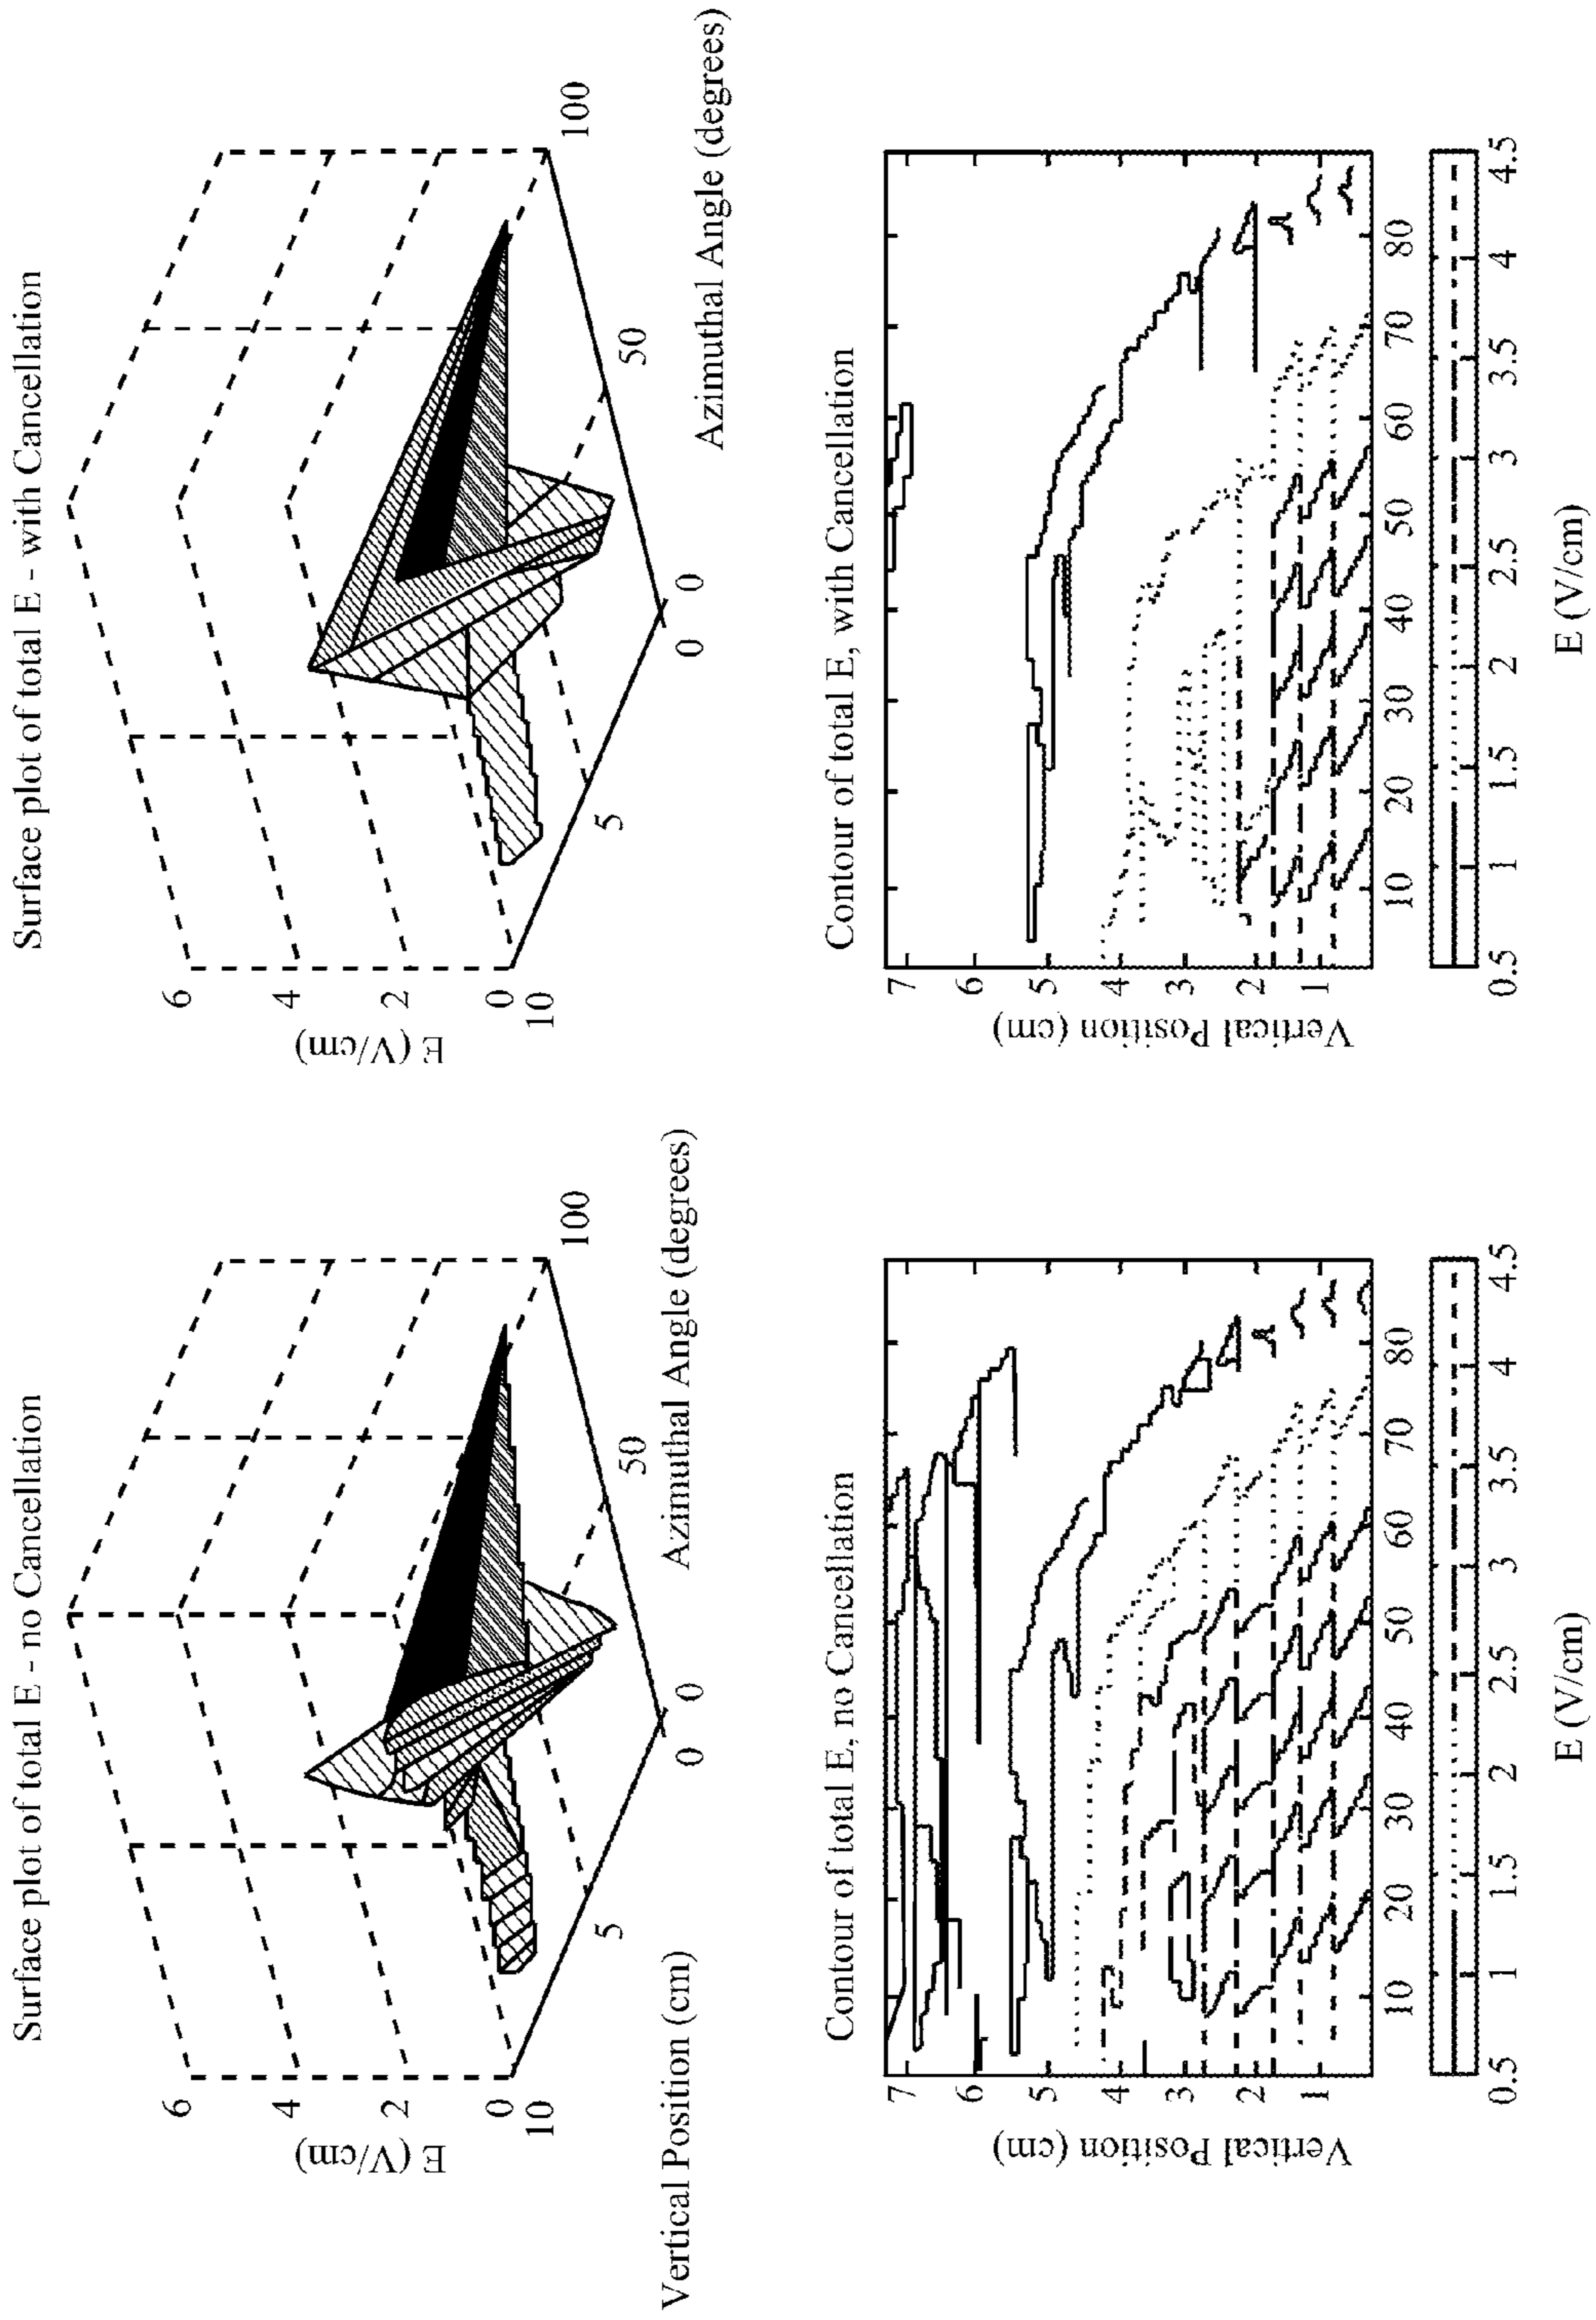 Surface plot of total E - no Cancellation
6
4
2
0
E (V/cm)
10
5
0
Vertical Position (cm)
0
50
100
Azimuthal Angle (degrees)
Surface plot of total E - with Cancellation
6
4
2
0
E (V/cm)
10
5
0
0
50
100
Azimuthal Angle (degrees)
Contour of total E, no Cancellation
7
6
5
4
3
2
1
Vertical Position (cm)
10 20 30 40 50 60 70 80
0.5 1 1.5 2 2.5 3 3.5 4 4.5
E (V/cm)
Contour of total E, with Cancellation
7
6
5
4
3
2
1
Vertical Position (cm)
10 20 30 40 50 60 70 80
0.5 1 1.5 2 2.5 3 3.5 4 4.5
E (V/cm)